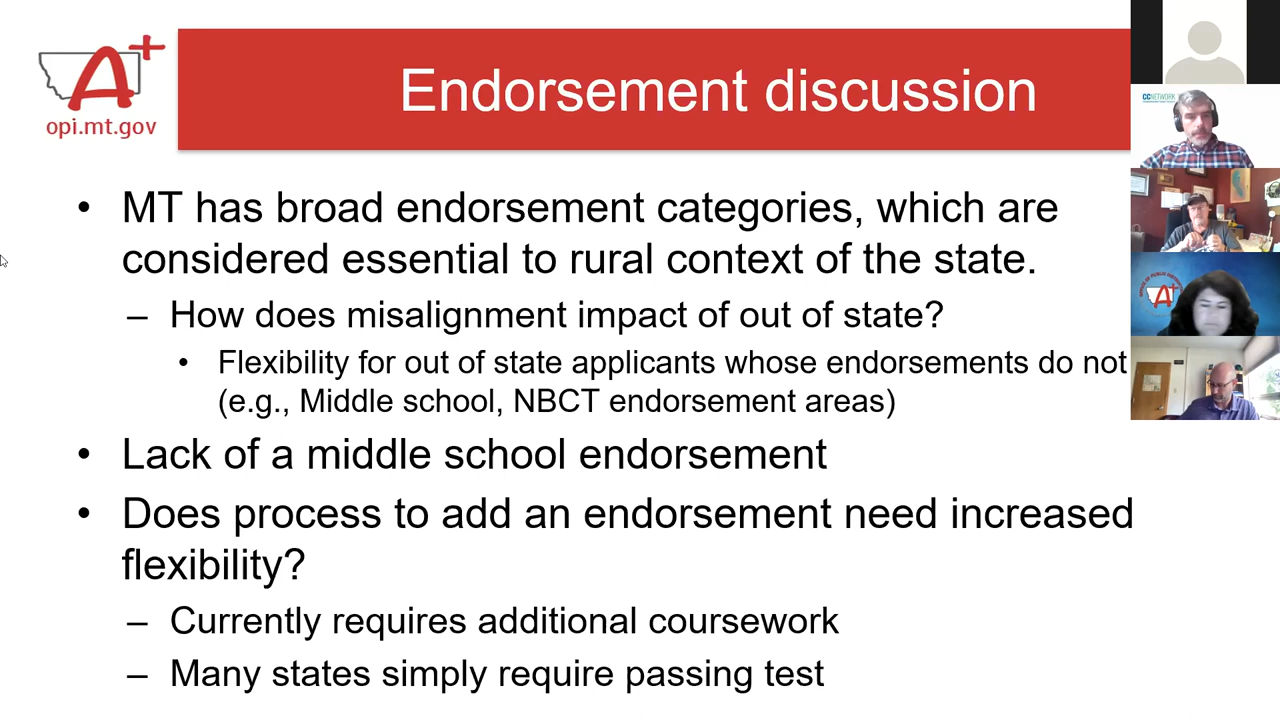 A+
opi.mt.gov
Endorsement discussion
• MT has broad endorsement categories, which are
considered essential to rural context of the state.
– How does misalignment impact of out of state?
• Flexibility for out of state applicants whose endorsements do not
(e.g., Middle school, NBCT endorsement areas)
• Lack of a middle school endorsement
• Does process to add an endorsement need increased
flexibility?
– Currently requires additional coursework
– Many states simply require passing test
CCNETWORK
A+